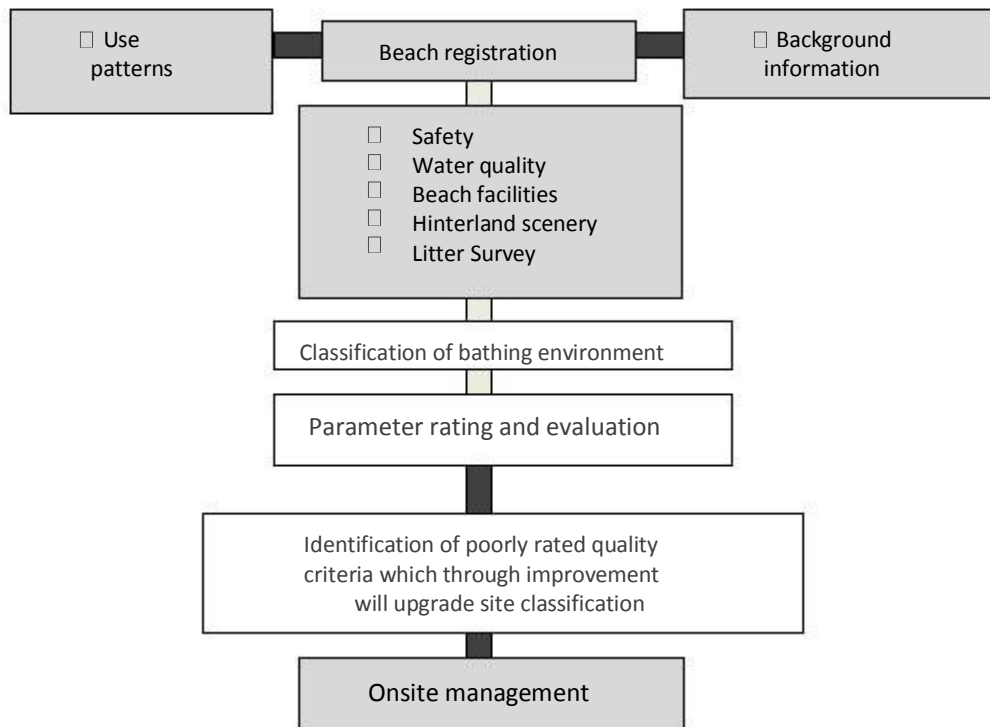 □ Use
patterns
Beach registration
□ Background
information
□ Safety
□ Water quality
□ Beach facilities
□ Hinterland scenery
□ Litter Survey
Classification of bathing environment
Parameter rating and evaluation
Identification of poorly rated quality
criteria which through improvement
will upgrade site classification
Onsite management